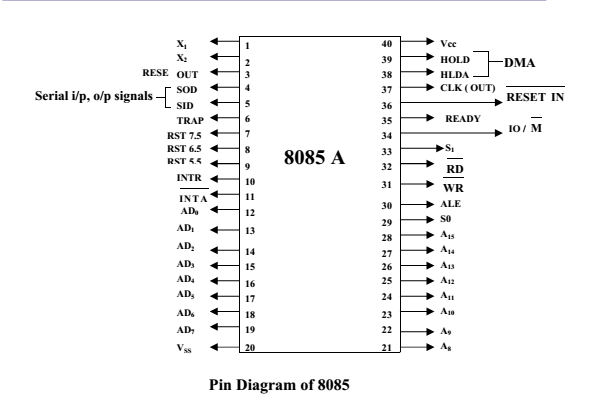 X₁ 1 40 Vcc
X₂ 2 39 HOLD
DMA
RESE OUT 3 38 HLDA
Serial i/p, o/p signals
SOD 4 37 CLK ( OUT)
SID 5 36 RESET IN
TRAP 6 35 READY
RST 7.5 7 34 IO / M
RST 6.5 8 33 S₁
RST 5.5 9 32 RD
8085 A
INTR 10 31 WR
INTA 11 30 ALE
AD₀ 12 29 S0
AD₁ 13 28 A₁₅
AD₂ 14 27 A₁₄
AD₃ 15 26 A₁₃
AD₄ 16 25 A₁₂
AD₅ 17 24 A₁₁
AD₆ 18 23 A₁₀
AD₇ 19 22 A₉
Vss 20 21 A₈
Pin Diagram of 8085